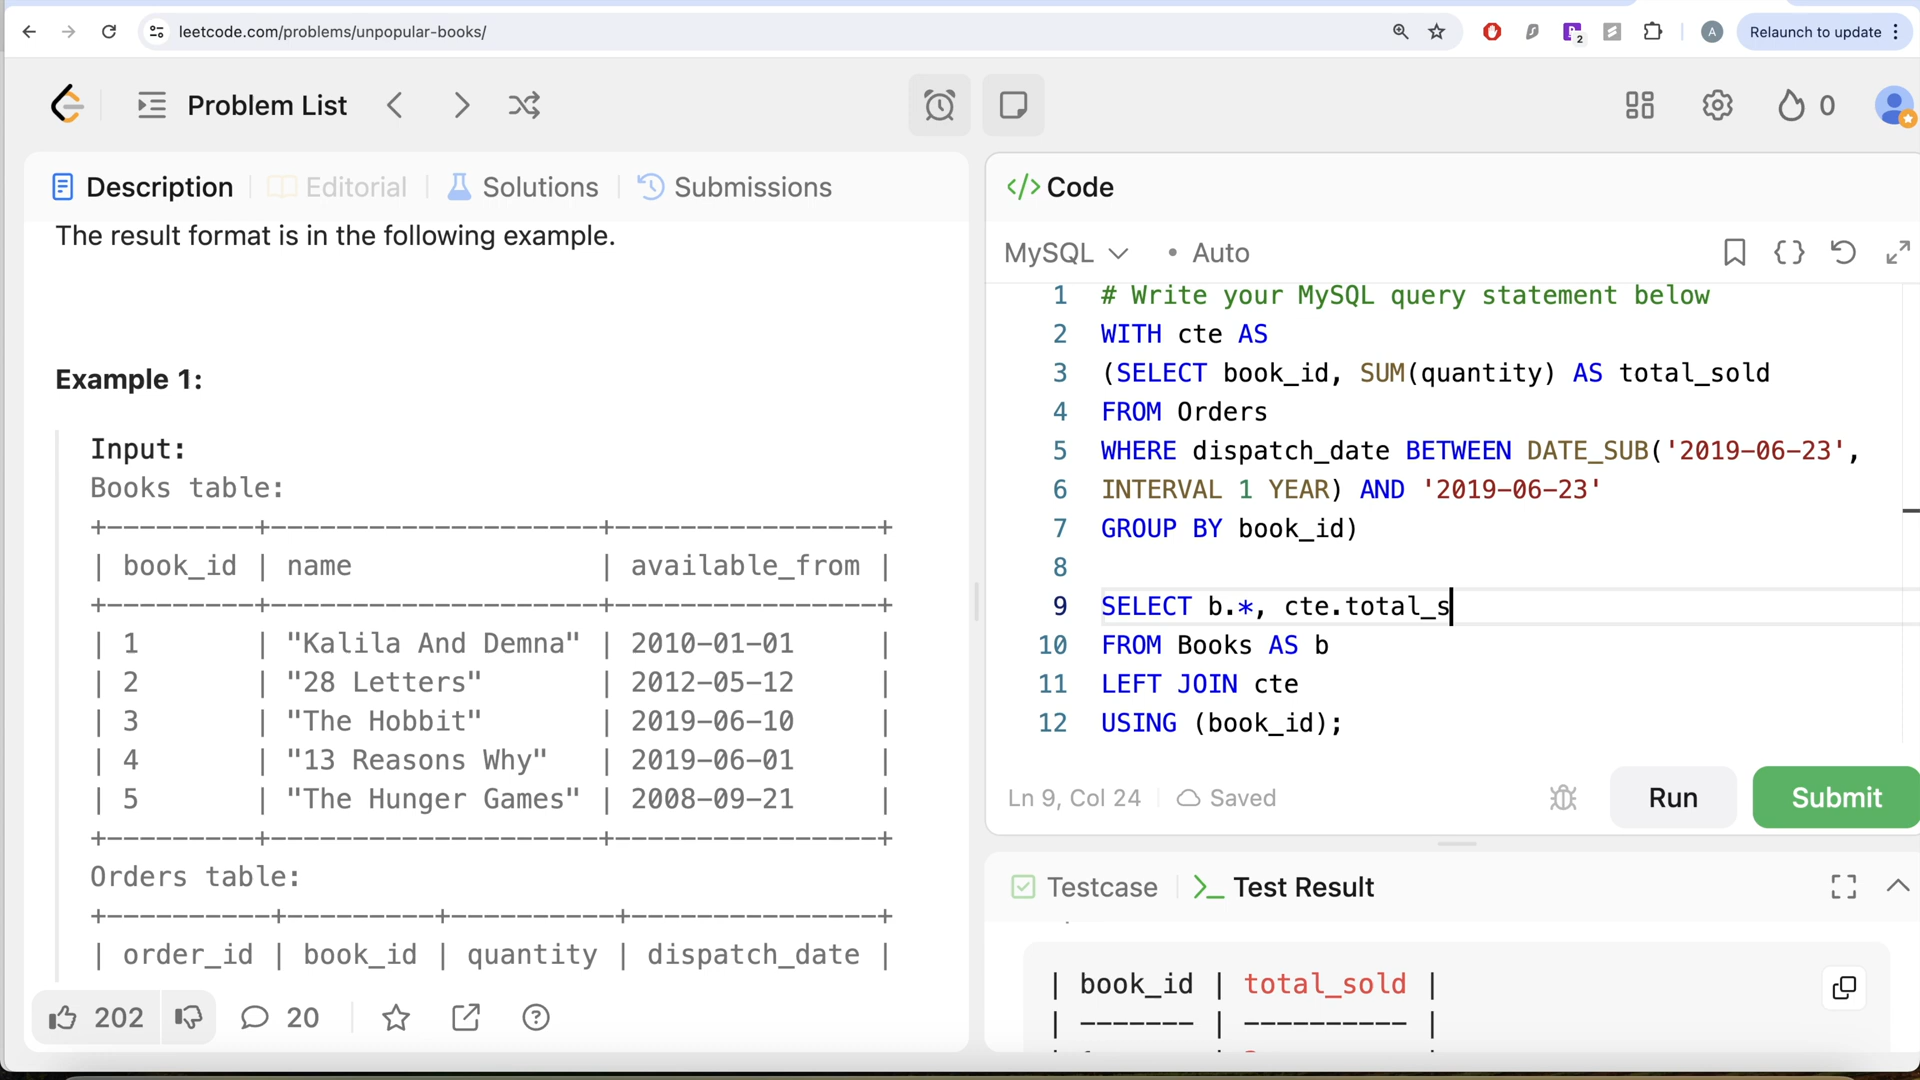 leetcode.com/problems/unpopular-books/
2
A
Relaunch to update
Problem List
0
Description
Editorial
Solutions
Submissions
The result format is in the following example.
Example 1:
Input:
Books table:
+---------+--------------------+----------------+
| book_id | name               | available_from |
+---------+--------------------+----------------+
| 1       | "Kalila And Demna" | 2010-01-01     |
| 2       | "28 Letters"       | 2012-05-12     |
| 3       | "The Hobbit"       | 2019-06-10     |
| 4       | "13 Reasons Why"   | 2019-06-01     |
| 5       | "The Hunger Games" | 2008-09-21     |
+---------+--------------------+----------------+
Orders table:
+----------+---------+----------+---------------+
| order_id | book_id | quantity | dispatch_date |
202
20
</> Code
MySQL
• Auto
1 # Write your MySQL query statement below
2 WITH cte AS
3 (SELECT book_id, SUM(quantity) AS total_sold
4 FROM Orders
5 WHERE dispatch_date BETWEEN DATE_SUB('2019-06-23',
6 INTERVAL 1 YEAR) AND '2019-06-23'
7 GROUP BY book_id)
8
9 SELECT b.*, cte.total_s
10 FROM Books AS b
11 LEFT JOIN cte
12 USING (book_id);
Ln 9, Col 24
Saved
Run
Submit
Testcase
>_ Test Result
| book_id | total_sold |
| ------- | ---------- |